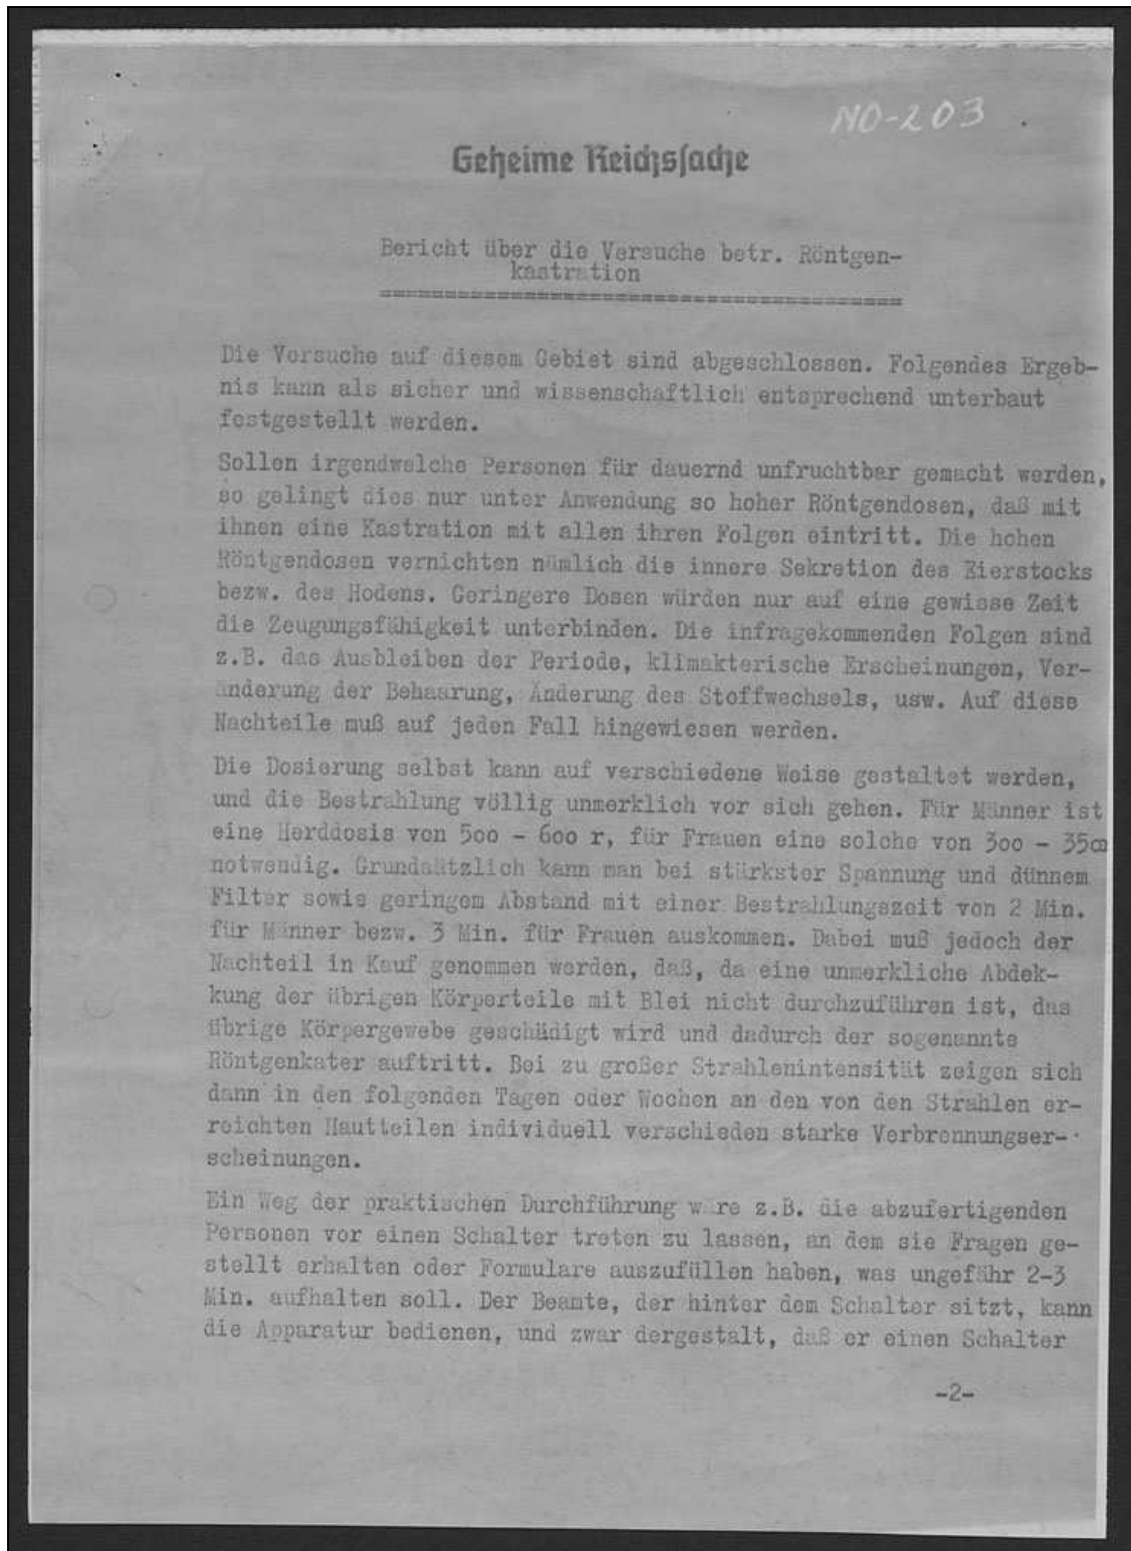 NO-203
Geheime Reichssache
Bericht über die Versuche betr. Röntgen-
kastration
Die Versuche auf diesem Gebiet sind abgeschlossen. Folgendes Ergeb-
nis kann als sicher und wissenschaftlich entsprechend unterbaut
festgestellt werden.
Sollen irgendwelche Personen für dauernd unfruchtbar gemacht werden,
so gelingt dies nur unter Anwendung so hoher Röntgendosen, daß mit
ihnen eine Kastration mit allen ihren Folgen eintritt. Die hohen
Röntgendosen vernichten nämlich die innere Sekretion des Eierstocks
bezw. des Hodens. Geringere Dosen würden nur auf eine gewisse Zeit
die Zeugungsfähigkeit unterbinden. Die infragekommenden Folgen sind
z.B. das Ausbleiben der Periode, klimakterische Erscheinungen, Ver-
änderung der Behaarung, Änderung des Stoffwechsels, usw. Auf diese
Nachteile muß auf jeden Fall hingewiesen werden.
Die Dosierung selbst kann auf verschiedene Weise gestaltet werden,
und die Bestrahlung völlig unmerklich vor sich gehen. Für Männer ist
eine Herddosis von 500 - 600 r, für Frauen eine solche von 300 - 350
notwendig. Grundsätzlich kann man bei stärkster Spannung und dünnem
Filter sowie geringem Abstand mit einer Bestrahlungszeit von 2 Min.
für Männer bezw. 3 Min. für Frauen auskommen. Dabei muß jedoch der
Nachteil in Kauf genommen werden, daß, da eine unmerkliche Abdek-
kung der übrigen Körperteile mit Blei nicht durchzuführen ist, das
übrige Körpergewebe geschädigt wird und dadurch der sogenannte
Röntgenkater auftritt. Bei zu großer Strahlenintensität zeigen sich
dann in den folgenden Tagen oder Wochen an den von den Strahlen er-
reichten Hautteilen individuell verschieden starke Verbrennungser-
scheinungen.
Ein Weg der praktischen Durchführung wäre z.B. die abzufertigenden
Personen vor einen Schalter treten zu lassen, an dem sie Fragen ge-
stellt erhalten oder Formulare auszufüllen haben, was ungefähr 2-3
Min. aufhalten soll. Der Beamte, der hinter dem Schalter sitzt, kann
die Apparatur bedienen, und zwar dergestalt, daß er einen Schalter
-2-